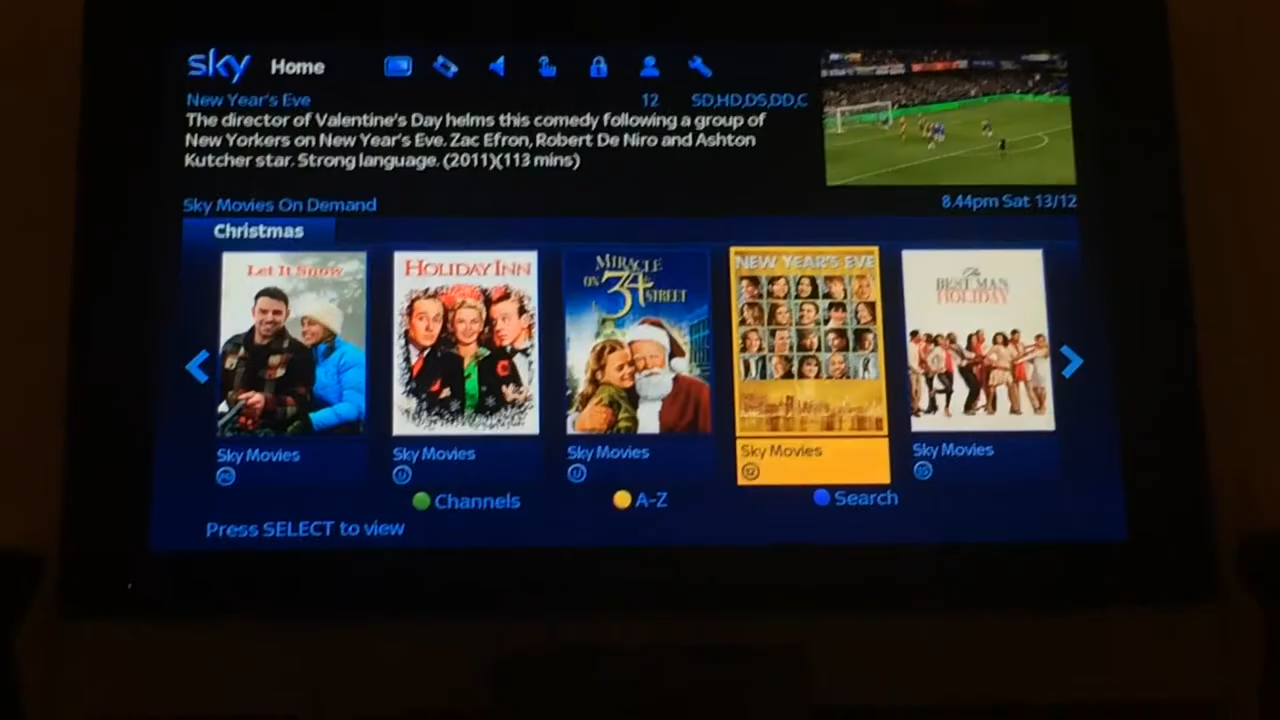 sky Home
New Year's Eve 12 SD,HD,DS,DD,C
The director of Valentine's Day helms this comedy following a group of
New Yorkers on New Year's Eve. Zac Efron, Robert De Niro and Ashton
Kutcher star. Strong language. (2011)(113 mins)
Sky Movies On Demand 8.44pm Sat 13/12
Christmas
Let It Snow
HOLIDAY INN
MIRACLE
ON 34th STREET
NEW YEAR'S EVE
The
BEST MAN
HOLIDAY
Sky Movies
PG
Sky Movies
U
Sky Movies
U
Sky Movies
12
Sky Movies
15
Channels A-Z Search
Press SELECT to view